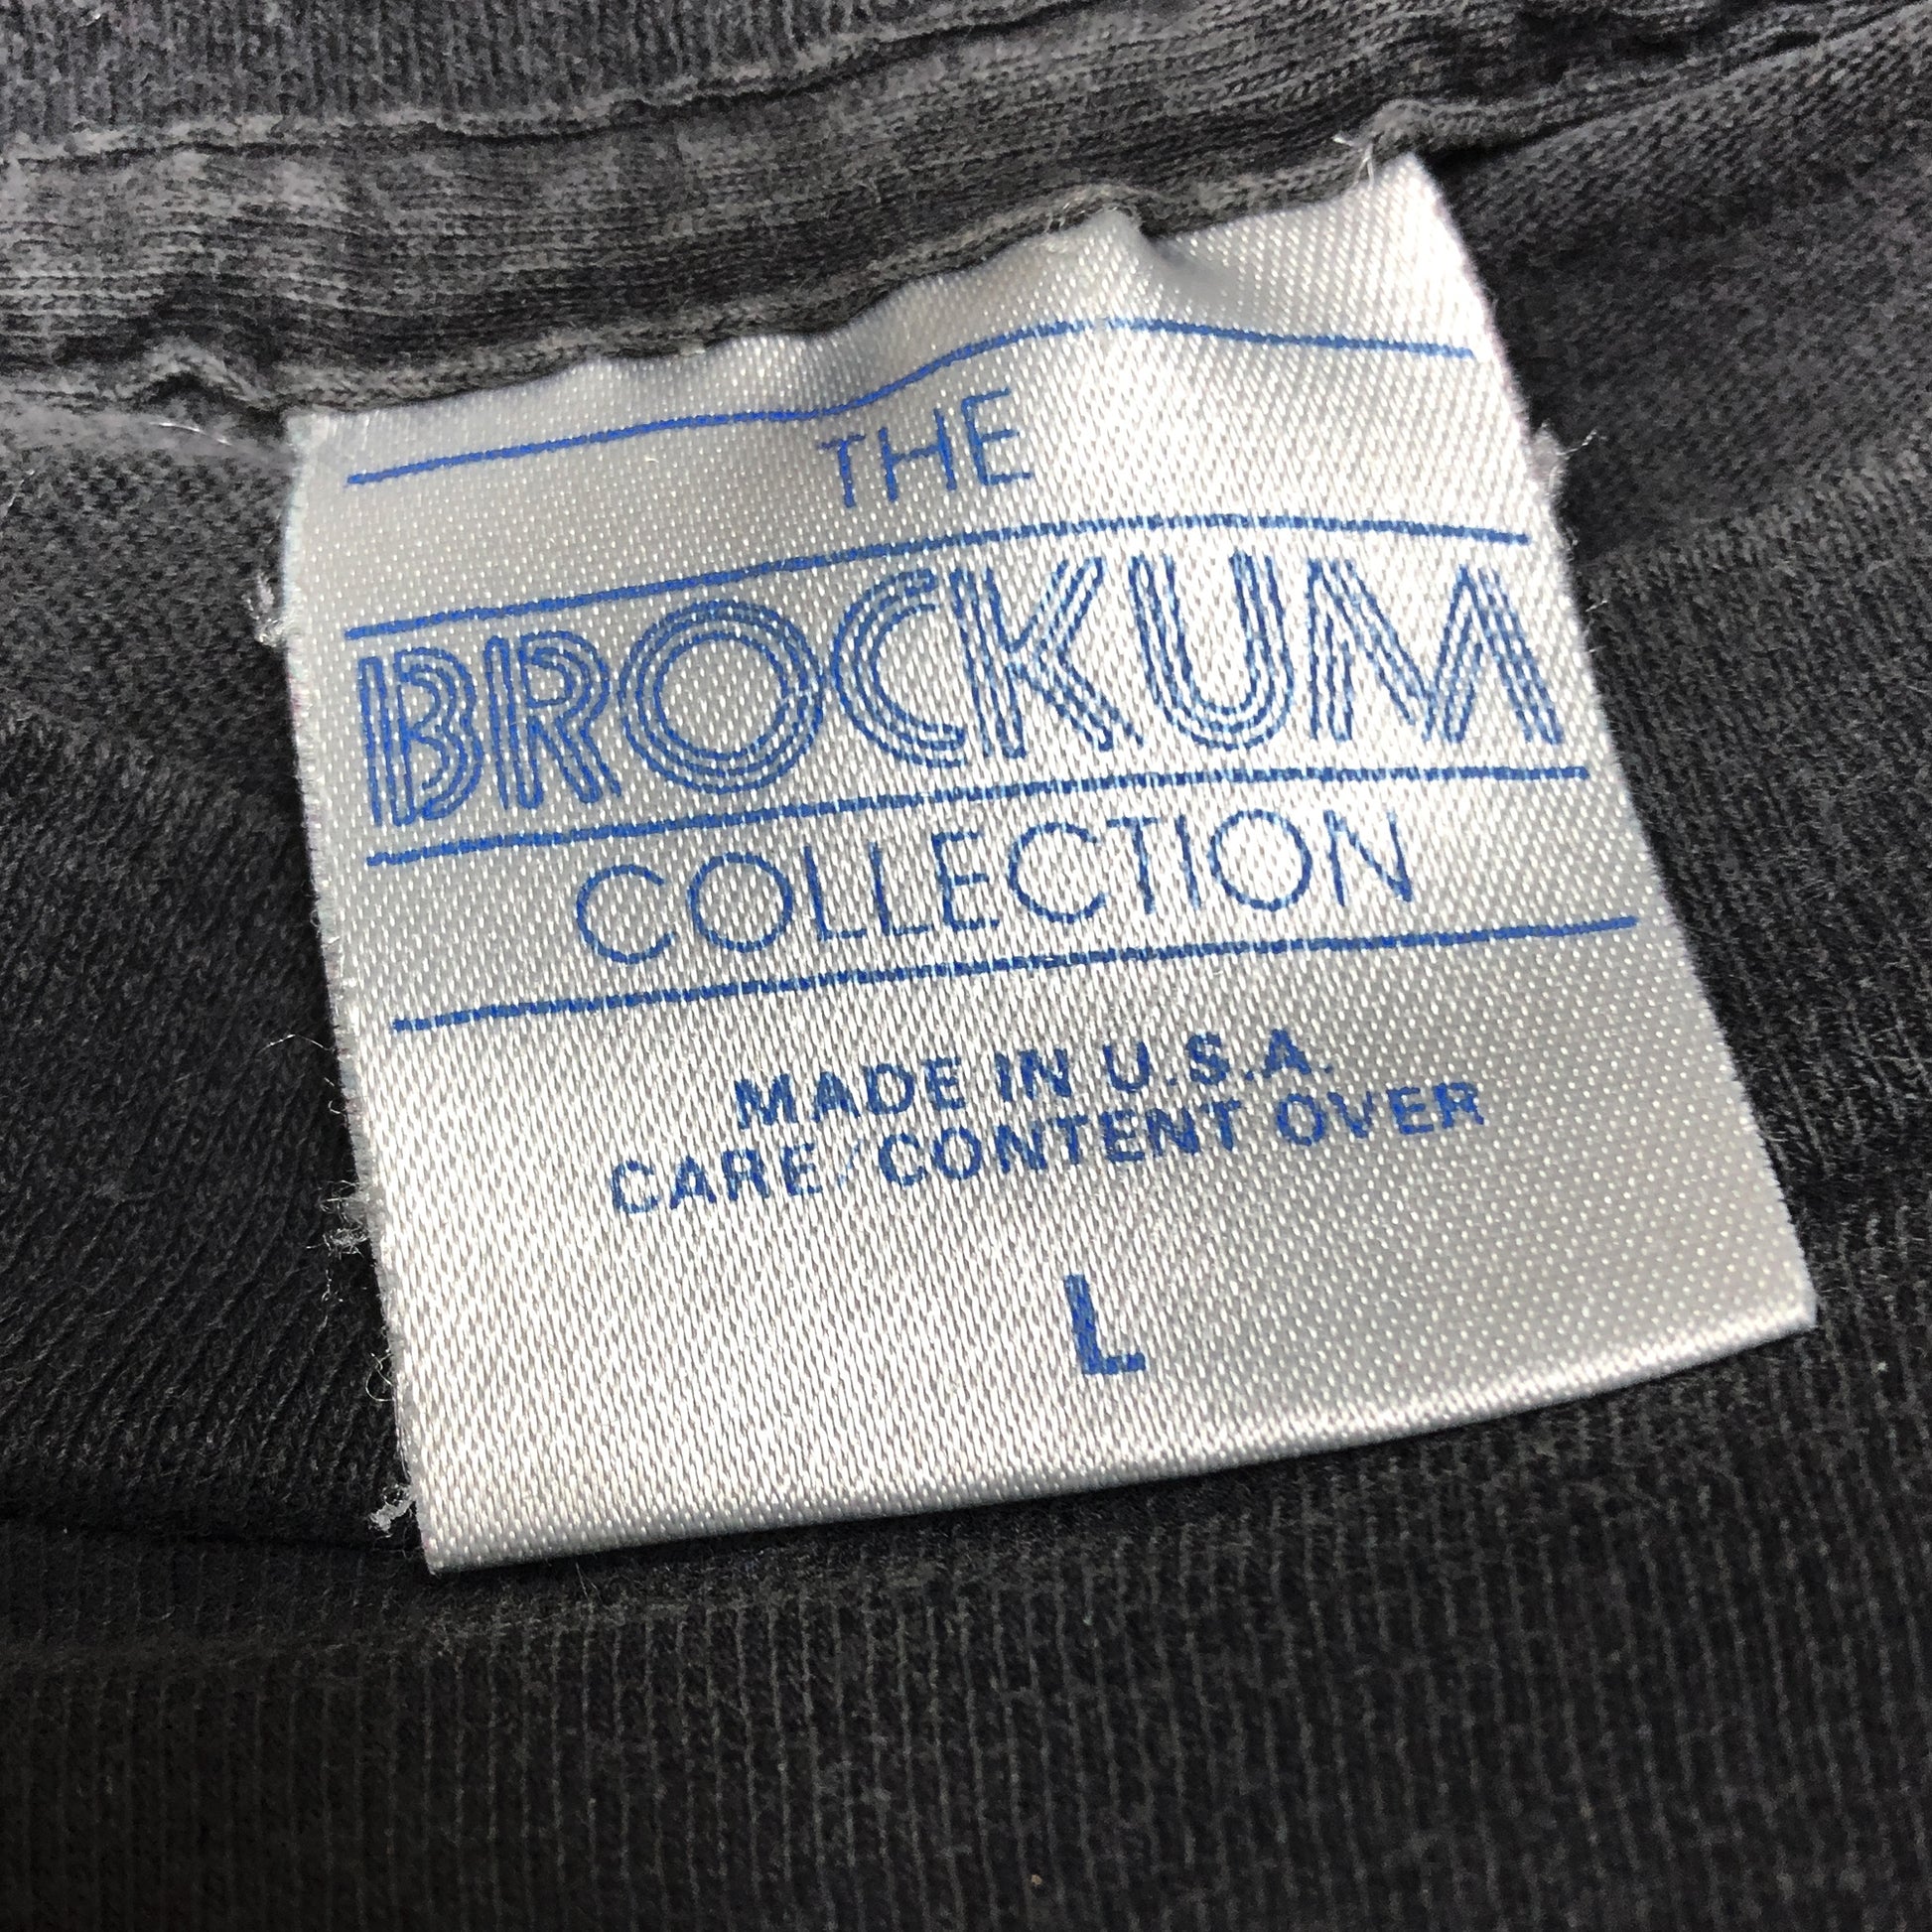 THE
BROCKUM
COLLECTION
MADE IN U.S.A.
CARE/CONTENT OVER
L